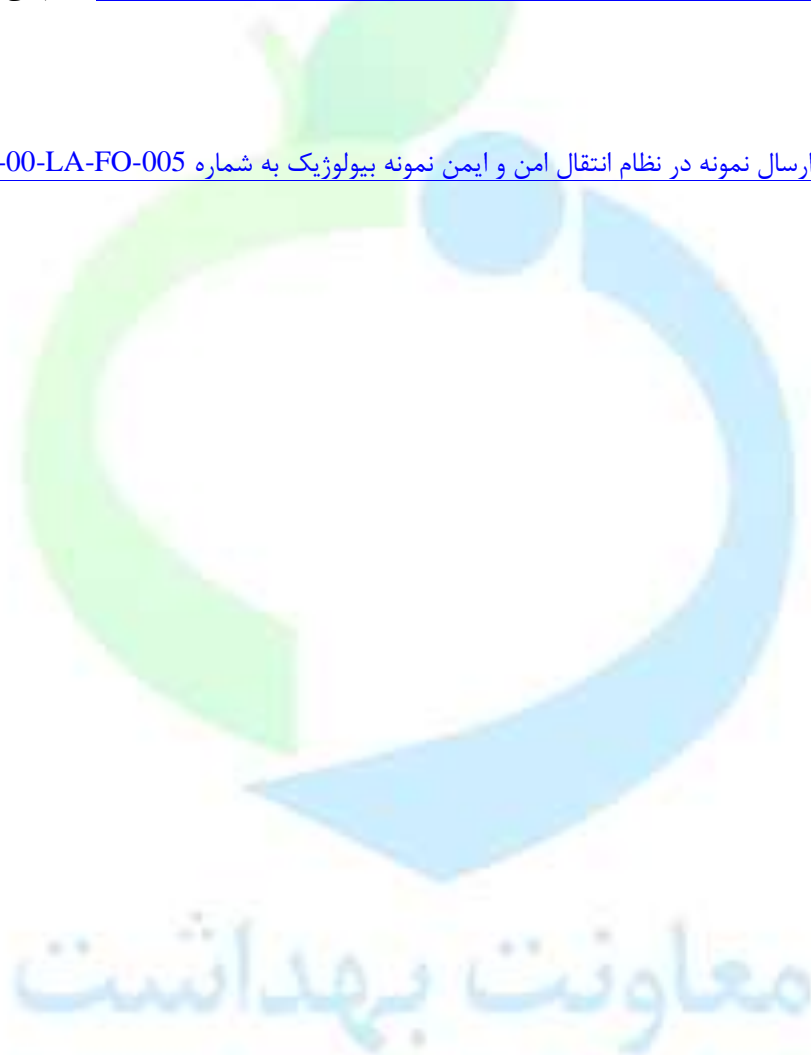 ارسال نمونه در نظام انتقال امن و ایمن نمونه بیولوژیک به شماره 00-LA-FO-005-
معاونت بهداشت